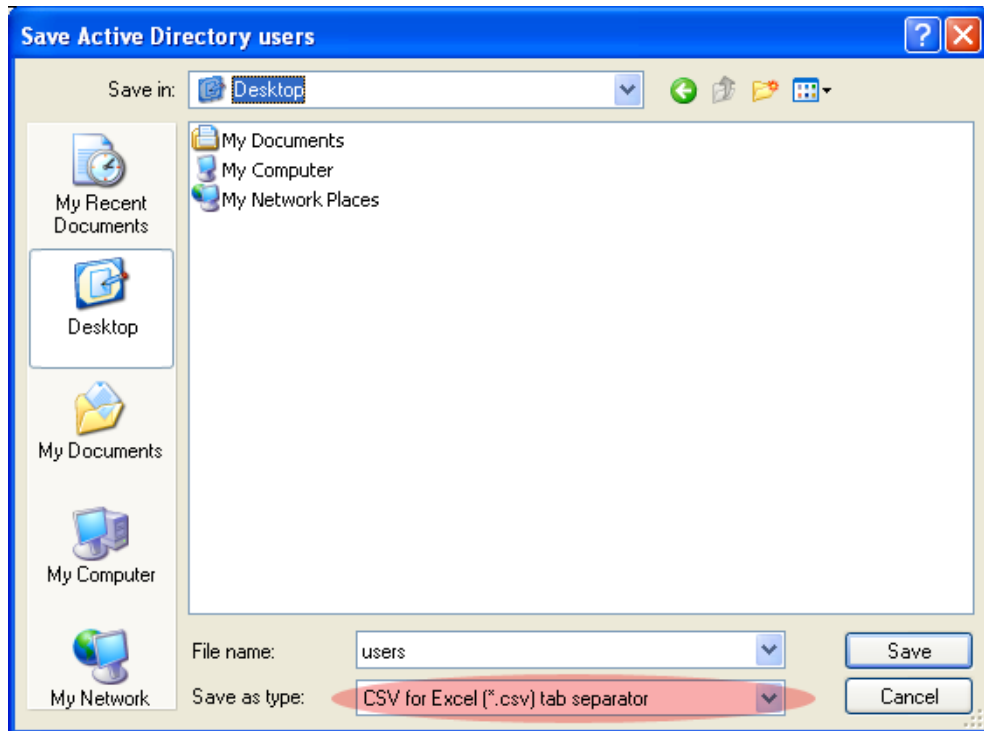 Save Active Directory users
Save in:
Desktop
My Recent
Documents
Desktop
My Documents
My Computer
My Network
My Documents
My Computer
My Network Places
File name:
users
Save
Save as type:
CSV for Excel (*.csv) tab separator
Cancel